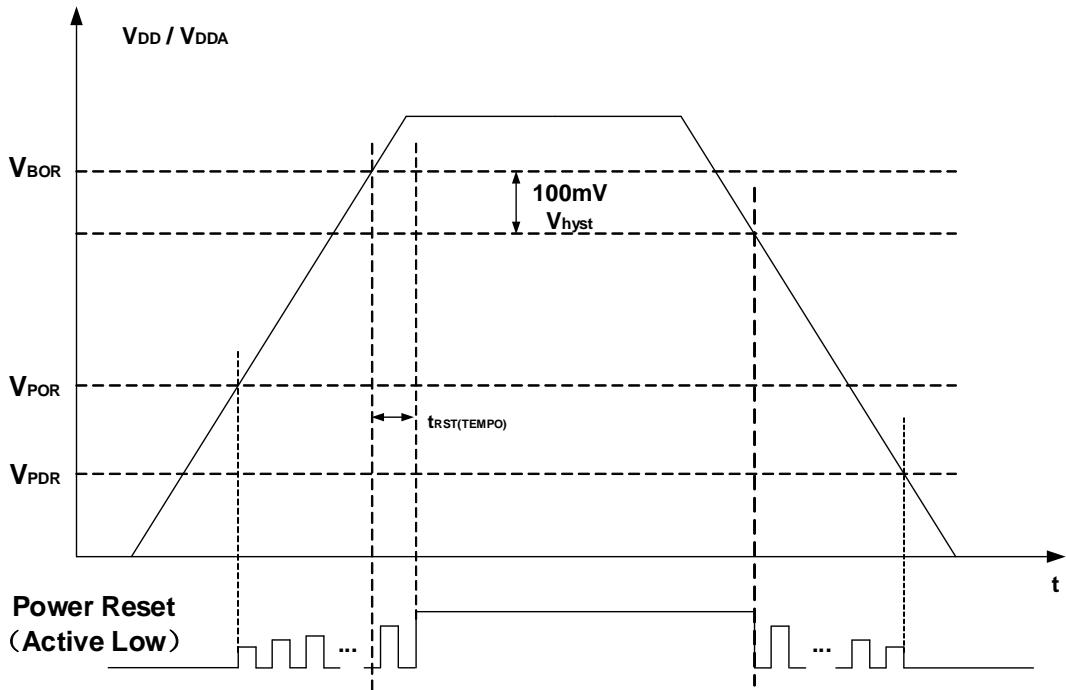 VDD / VDDA
VBOR
100mV
Vhyst
VPOR
tRST(TEMPO)
VPDR
t
Power Reset
（Active Low）
...
...